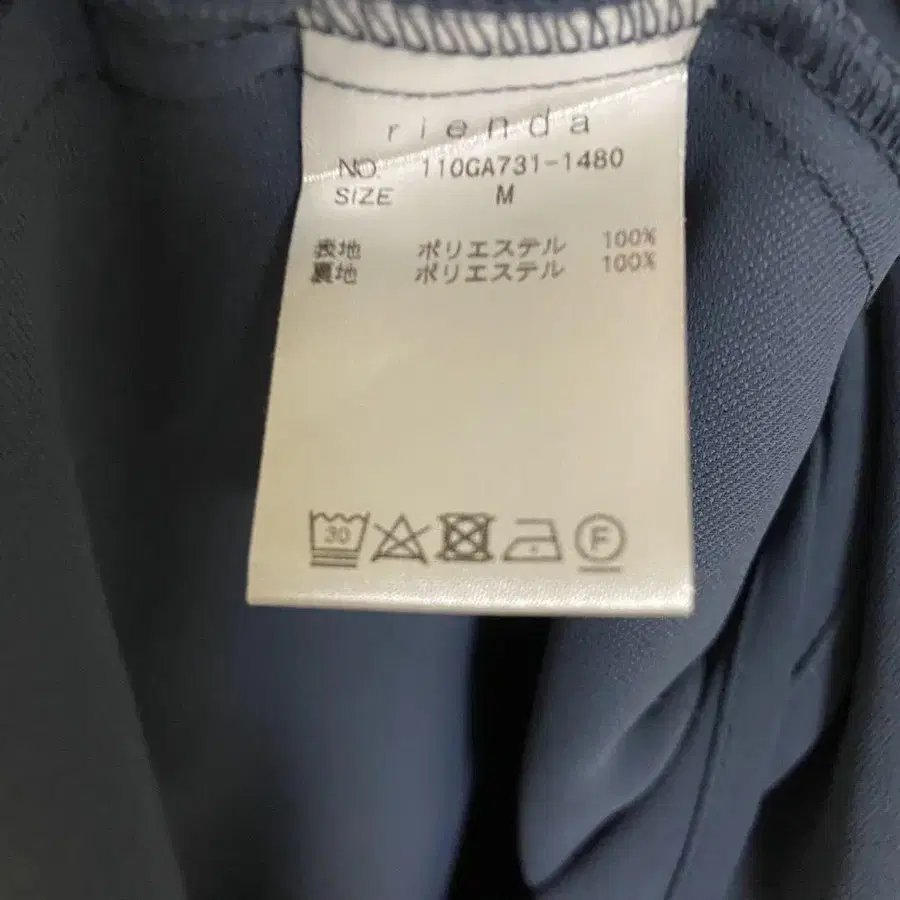 rienda
NO. 110GA731-1480
SIZE M
表地 ポリエステル 100%
裏地 ポリエステル 100%
30 F